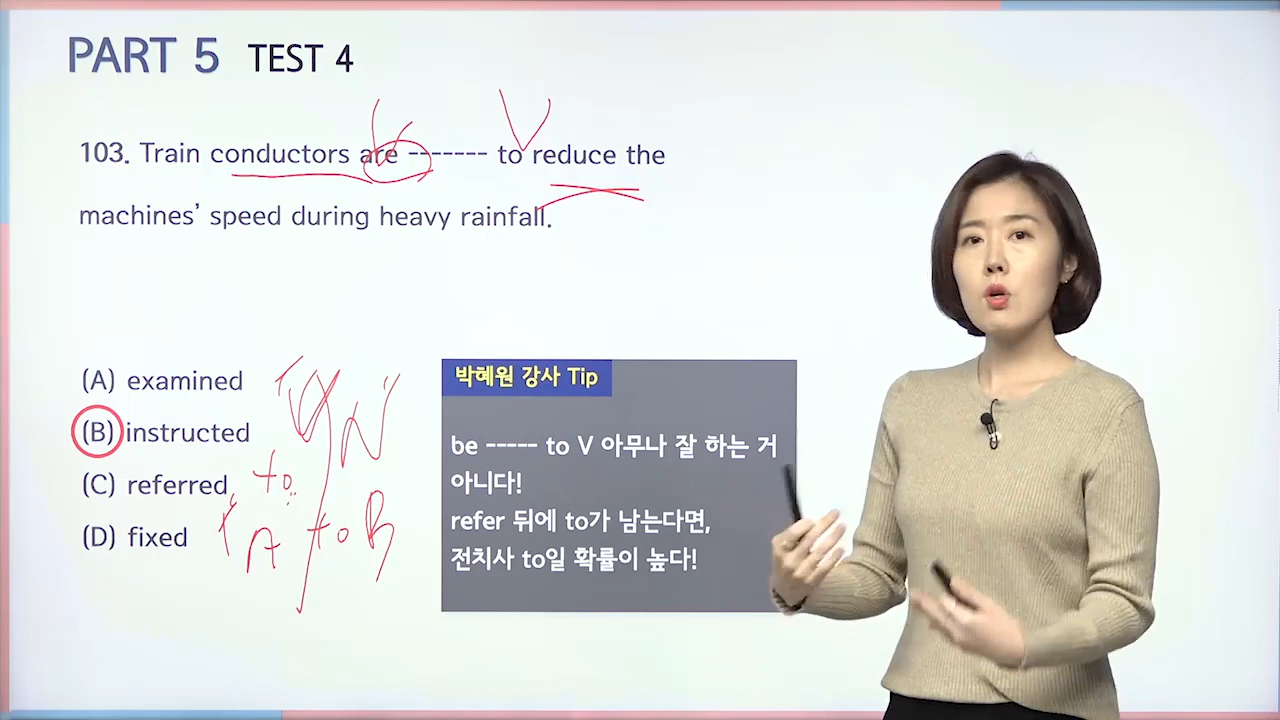 PART 5 TEST 4
103. Train conductors are ------- to reduce the
machines' speed during heavy rainfall.
V
(A) examined
(B) instructed
(C) referred
(D) fixed
N
to
A to B
박혜원 강사 Tip
be ----- to V 아무나 잘 하는 거
아니다!
refer 뒤에 to가 남는다면,
전치사 to일 확률이 높다!